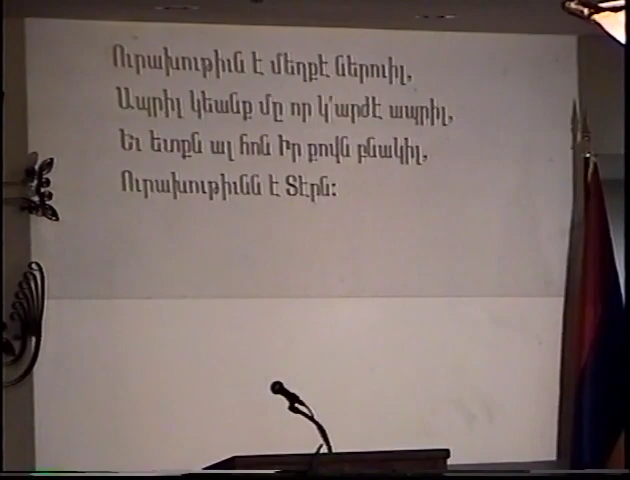 Ուրախութիւն է մեղքէ ներուիլ,
Ապրիլ կեանք մը որ կ՛արժէ ապրիլ,
Եւ ետքն ալ հոն Իր քովն բնակիլ,
Ուրախութիւնն է Տէրն։